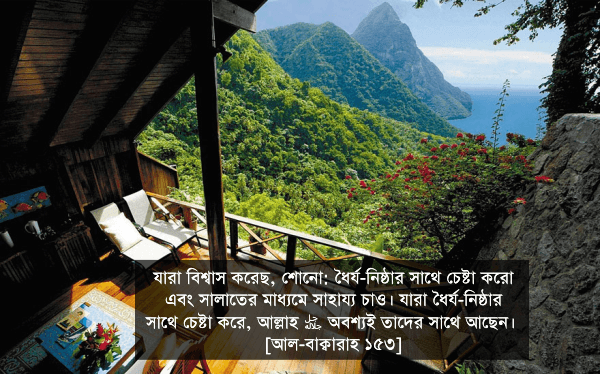 যারা বিশ্বাস করেছ, শোনো: ধৈর্য-নিষ্ঠার সাথে চেষ্টা করো
এবং সালাতের মাধ্যমে সাহায্য চাও। যারা ধৈর্য-নিষ্ঠার
সাথে চেষ্টা করে, আল্লাহ ﷻ অবশ্যই তাদের সাথে আছেন।
[আল-বাক্বারাহ ১৫৩]